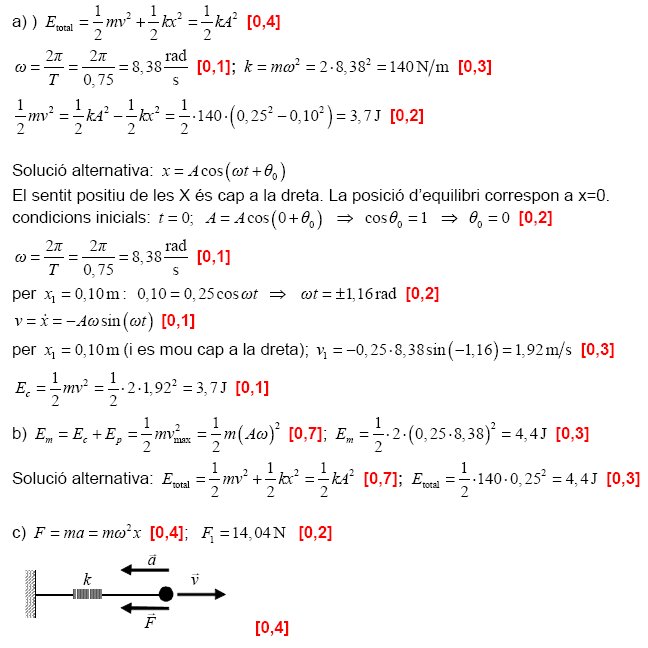 a) ) E_total = 1/2 mv² + 1/2 kx² = 1/2 kA² [0,4]
ω = 2π/T = 2π/0,75 = 8,38 rad/s [0,1]; k = mω² = 2·8,38² = 140 N/m [0,3]
1/2 mv² = 1/2 kA² − 1/2 kx² = 1/2·140·(0,25² − 0,10²) = 3,7 J [0,2]
Solució alternativa: x = A cos(ωt + θ₀)
El sentit positiu de les X és cap a la dreta. La posició d'equilibri correspon a x=0.
condicions inicials: t = 0; A = A cos(0 + θ₀) ⇒ cos θ₀ = 1 ⇒ θ₀ = 0 [0,2]
ω = 2π/T = 2π/0,75 = 8,38 rad/s [0,1]
per x₁ = 0,10 m : 0,10 = 0,25 cos ωt ⇒ ωt = ±1,16 rad [0,2]
v = ẋ = −Aω sin(ωt) [0,1]
per x₁ = 0,10 m (i es mou cap a la dreta); v₁ = −0,25·8,38 sin(−1,16) = 1,92 m/s [0,3]
E_c = 1/2 mv² = 1/2·2·1,92² = 3,7 J [0,1]
b) E_m = E_c + E_p = 1/2 mv²_max = 1/2 m(Aω)² [0,7]; E_m = 1/2·2·(0,25·8,38)² = 4,4 J [0,3]
Solució alternativa: E_total = 1/2 mv² + 1/2 kx² = 1/2 kA² [0,7]; E_total = 1/2·140·0,25² = 4,4 J [0,3]
c) F = ma = mω²x [0,4]; F₁ = 14,04 N [0,2]
a⃗
k
v⃗
F⃗
[0,4]